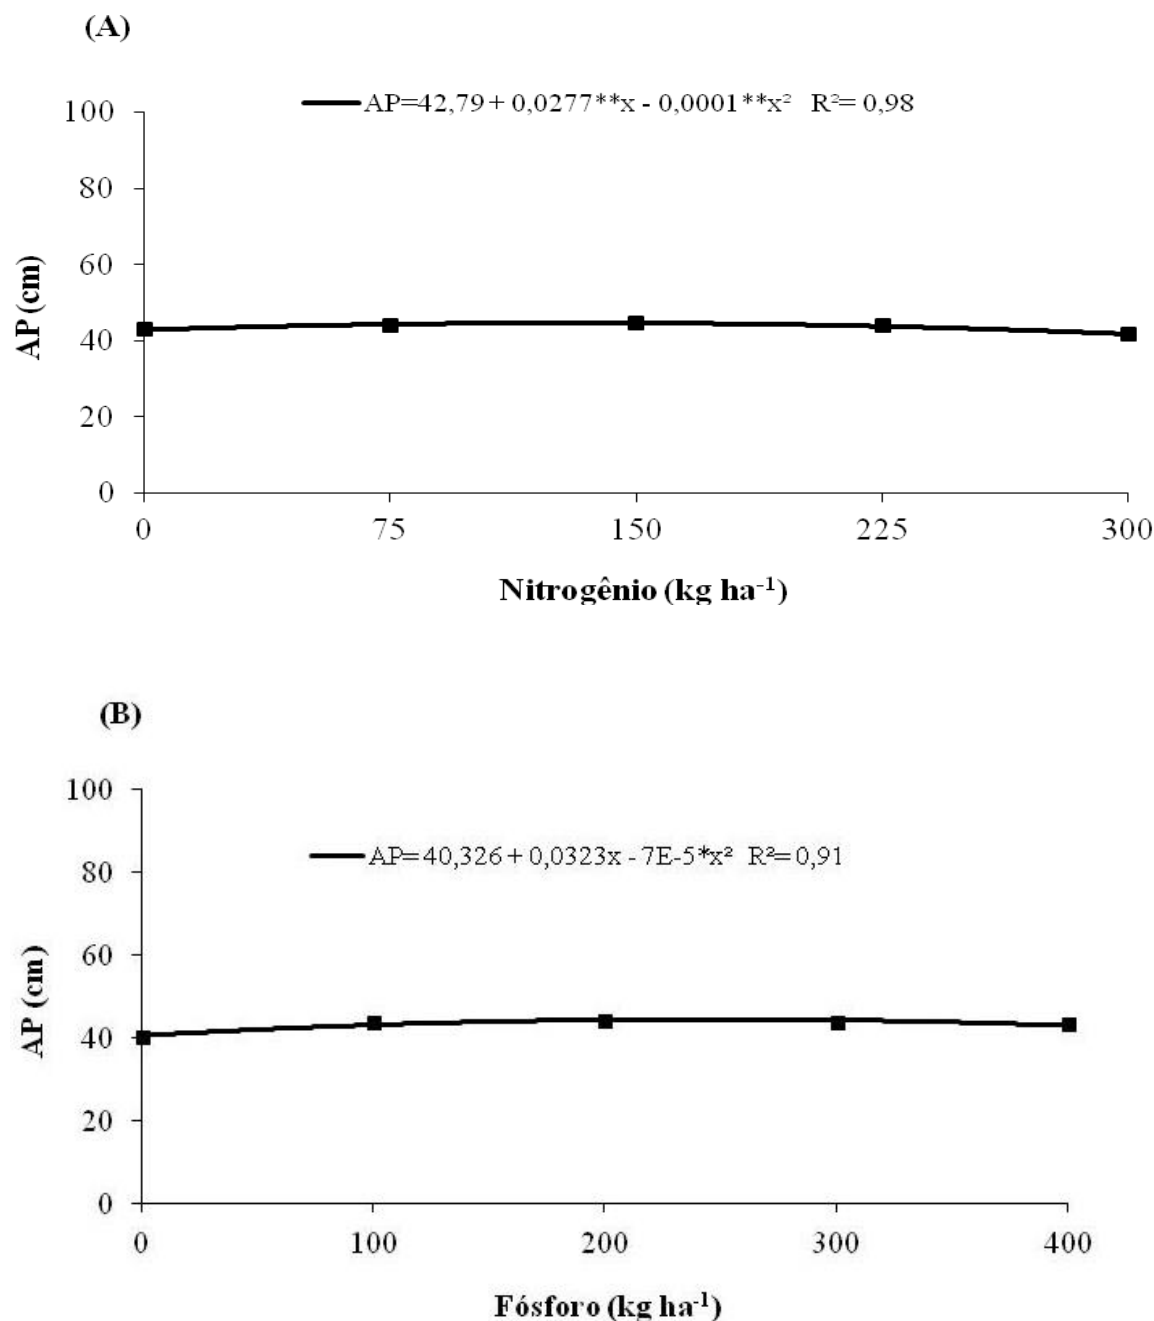 (A)
AP=42,79 + 0,0277**x - 0,0001**x² R²= 0,98
100
80
60
40
20
0
AP (cm)
0 75 150 225 300
Nitrogênio (kg ha⁻¹)
(B)
100
AP= 40,326 + 0,0323x - 7E-5*x² R²= 0,91
80
60
40
20
0
AP (cm)
0 100 200 300 400
Fósforo (kg ha⁻¹)